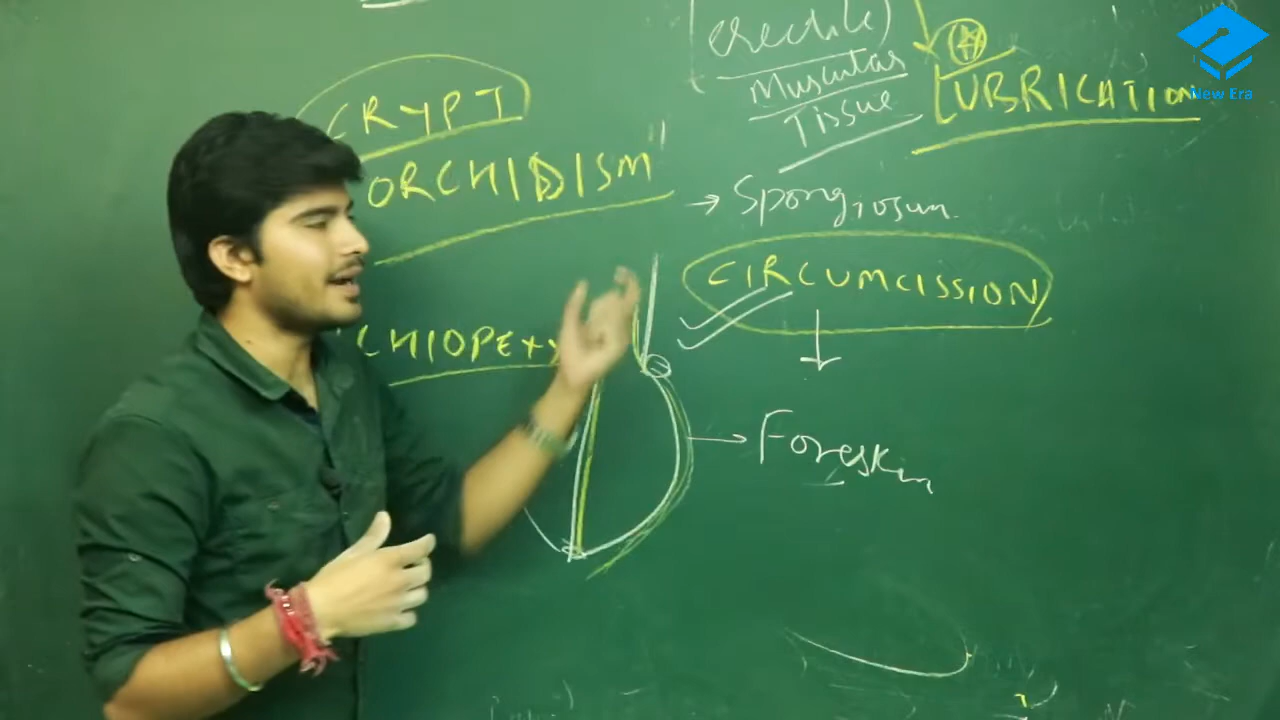 CRYPT
ORCHIDISM"
CHIOPEXY
erectile)
Muscular
Tissue
LUBRICATION
New Era
→ Spongiosum
CIRCUMCISSION
Foreskin